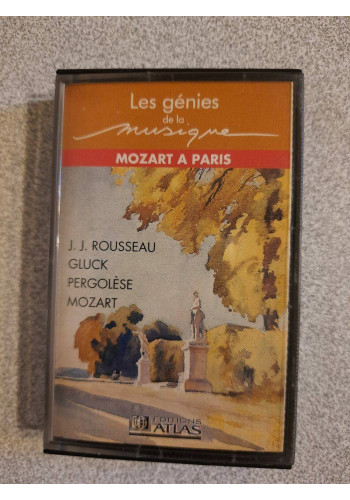 Les génies
de la
musique
MOZART A PARIS
J. J. ROUSSEAU
GLUCK
PERGOLÈSE
MOZART
EDITIONS
ATLAS